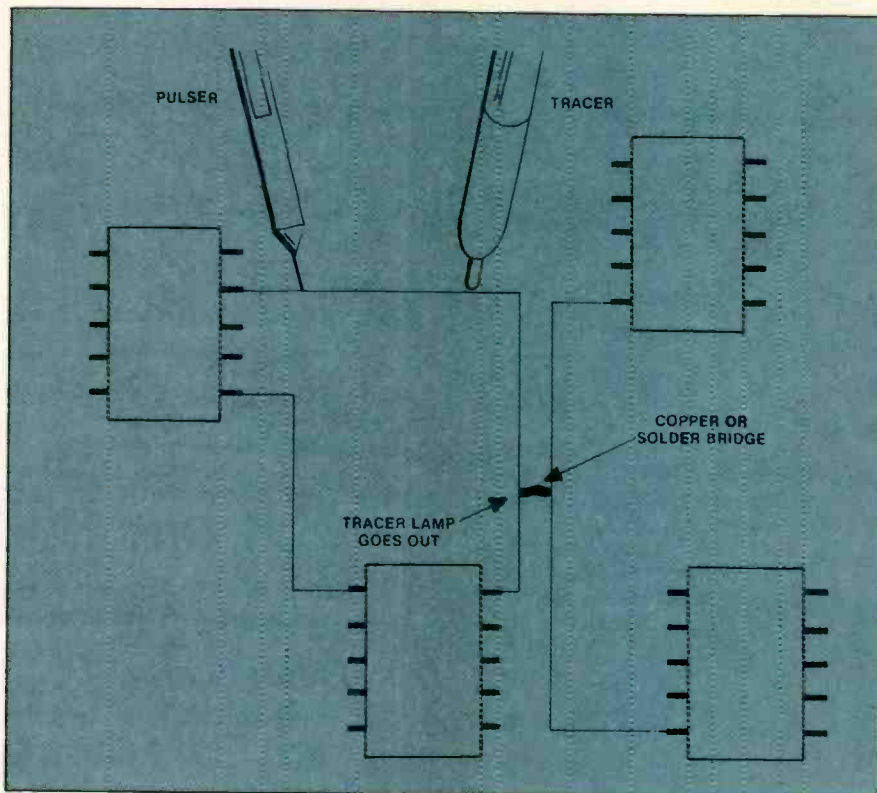 PULSER
TRACER
COPPER OR
SOLDER BRIDGE
TRACER LAMP
GOES OUT